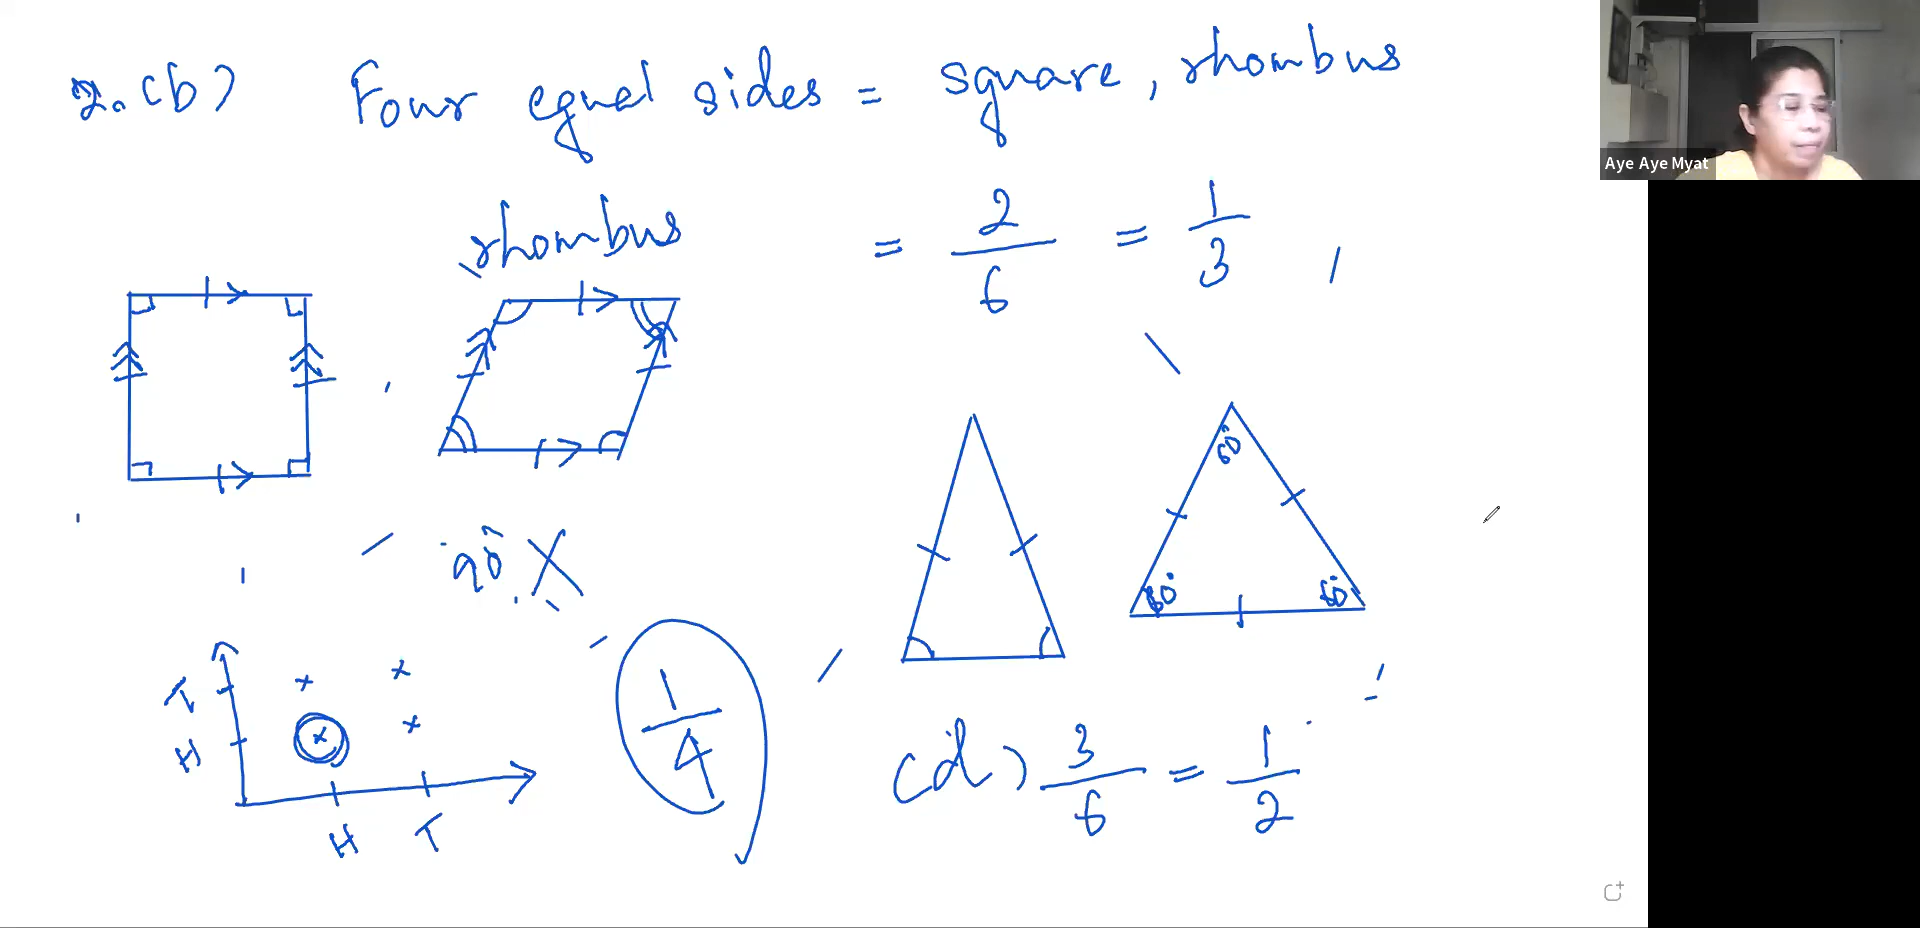 2.(b) Four equal sides = square, rhombus
Aye Aye Myat
rhombus = 2/6 = 1/3,
60°
60° 60°
90° X
T
H
H T
1/4
(d) 3/6 = 1/2